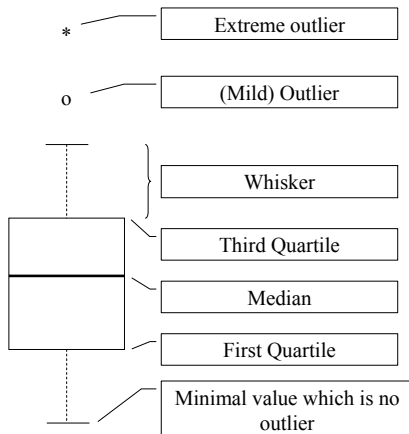 Extreme outlier
*
(Mild) Outlier
o
Whisker
Third Quartile
Median
First Quartile
Minimal value which is no
outlier